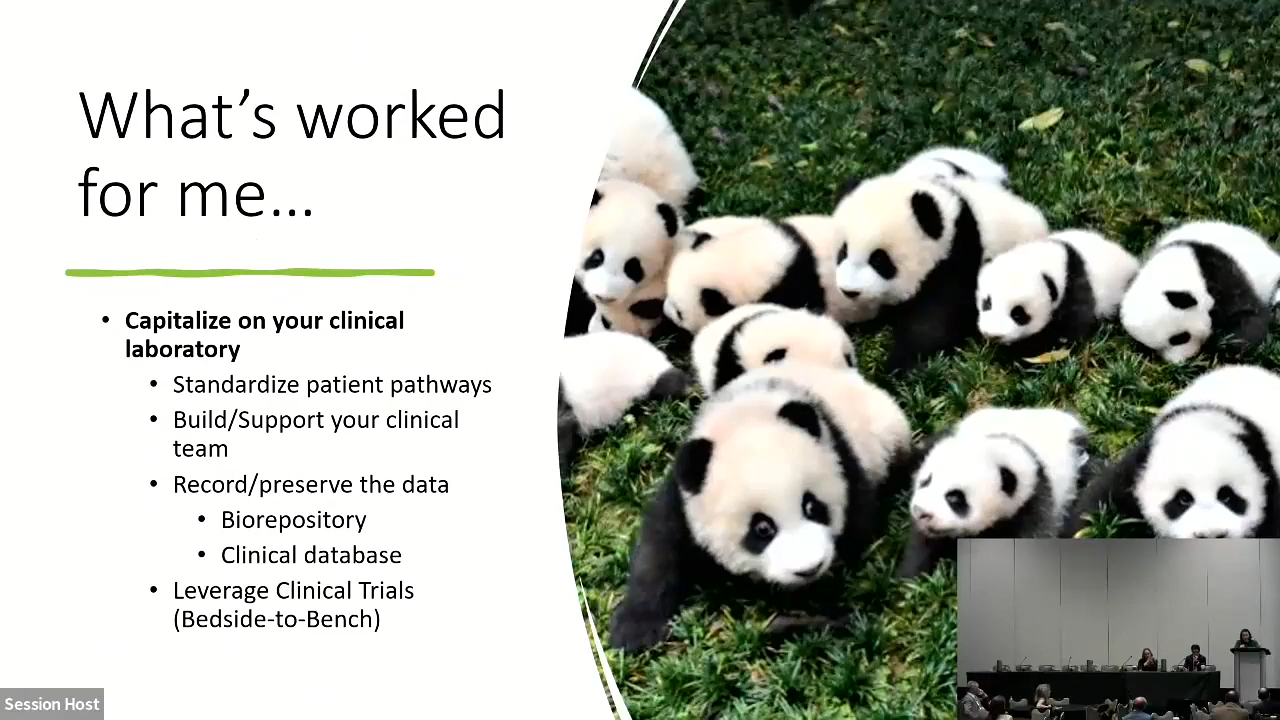 What's worked
for me...
• Capitalize on your clinical
laboratory
• Standardize patient pathways
• Build/Support your clinical
team
• Record/preserve the data
• Biorepository
• Clinical database
• Leverage Clinical Trials
(Bedside-to-Bench)
Session Host